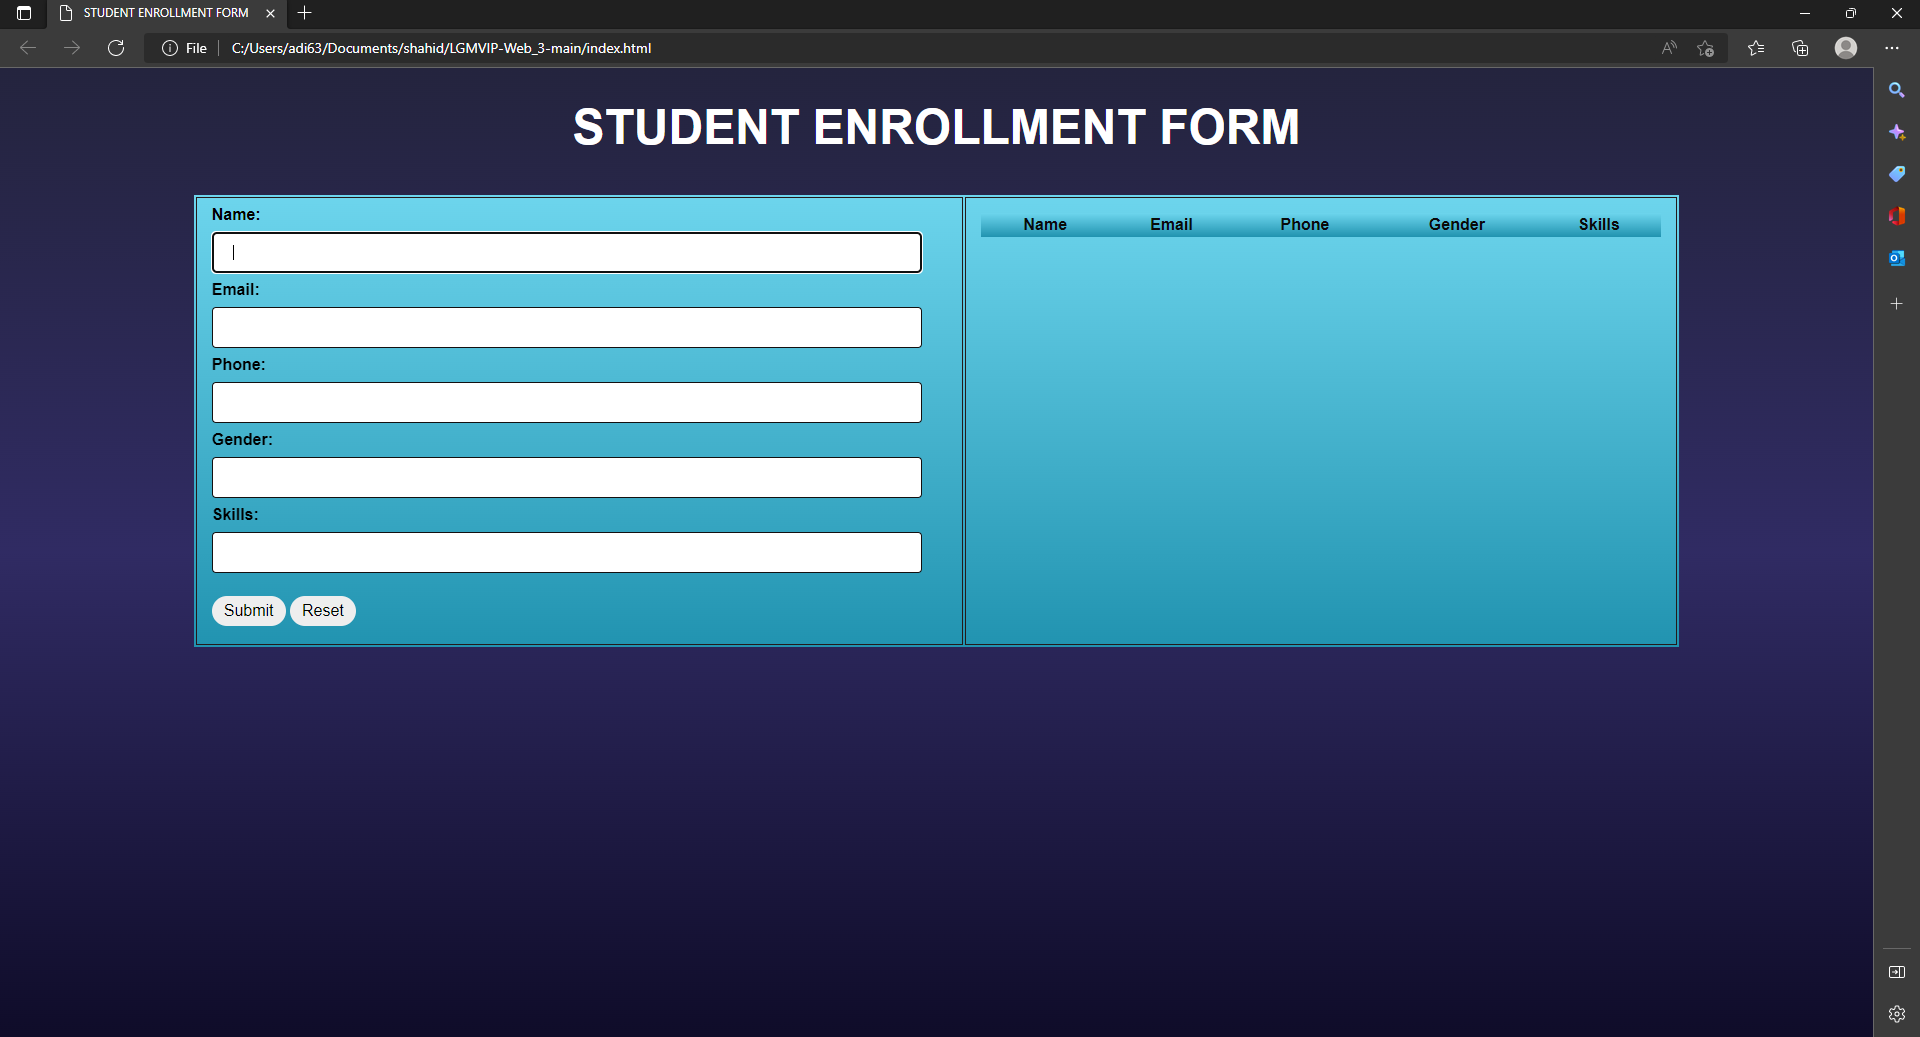 STUDENT ENROLLMENT FORM
File C:/Users/adi63/Documents/shahid/LGMVIP-Web_3-main/index.html
STUDENT ENROLLMENT FORM
Name:
Email:
Phone:
Gender:
Skills:
Submit Reset
Name Email Phone Gender Skills